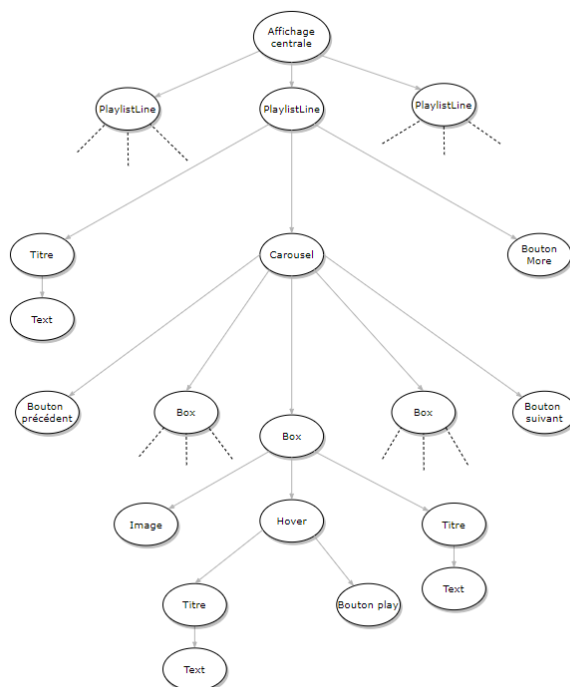 Affichage
centrale
PlaylistLine
PlaylistLine
PlaylistLine
Titre
Carousel
Bouton
More
Text
Bouton
précédent
Box
Box
Box
Bouton
suivant
Image
Hover
Titre
Titre
Bouton play
Text
Text